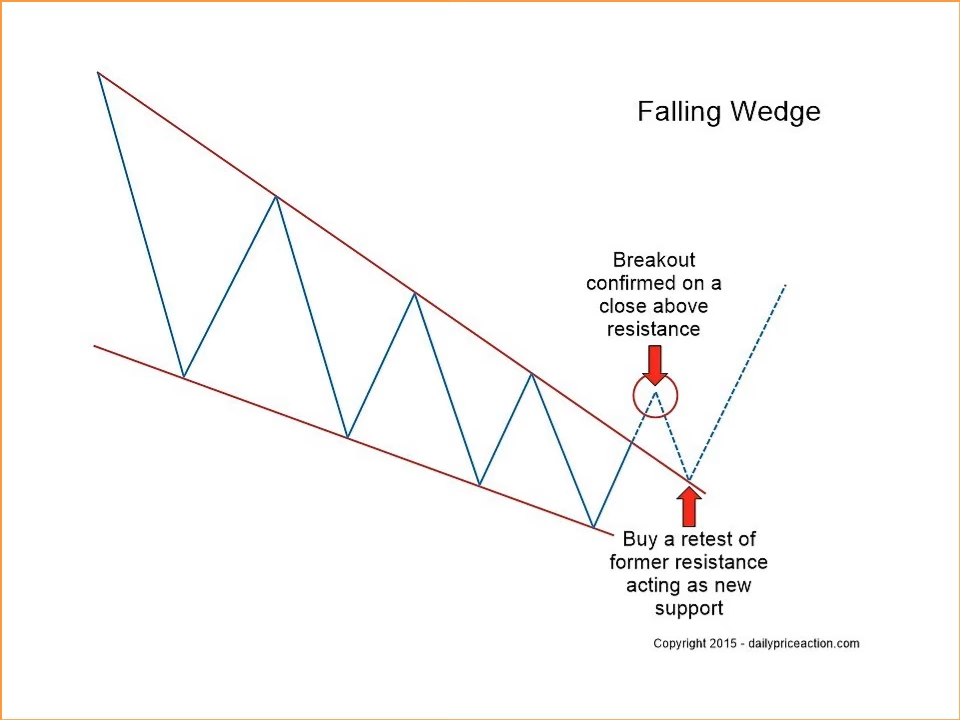 Falling Wedge
Breakout
confirmed on a
close above
resistance
Buy a retest of
former resistance
acting as new
support
Copyright 2015 - dailypriceaction.com